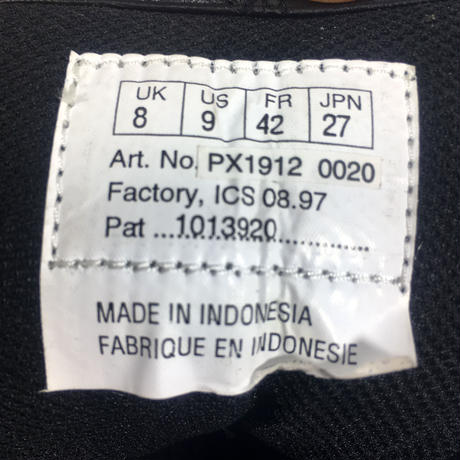 UK US FR JPN
8 9 42 27
Art. No. PX1912 0020
Factory, ICS 08.97
Pat ...1013920...............
MADE IN INDONESIA
FABRIQUE EN INDONESIE